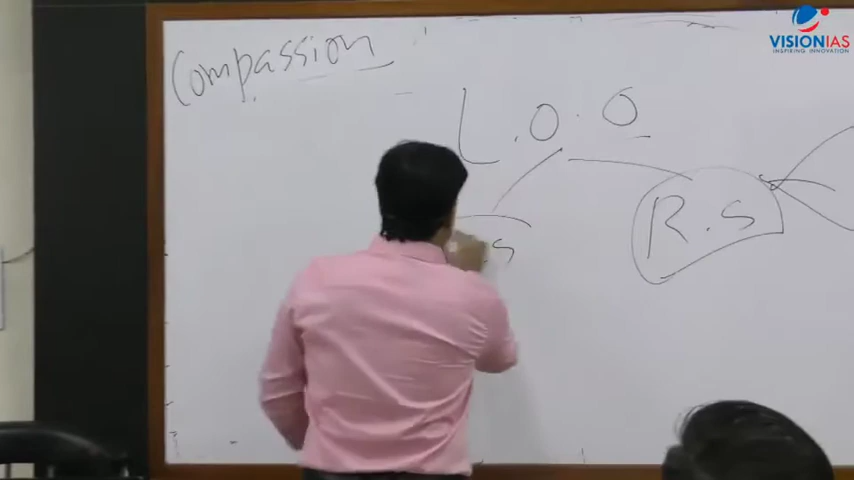 VISIONIAS
INSPIRING INNOVATION
Compassion
L.O.O
S
R.S